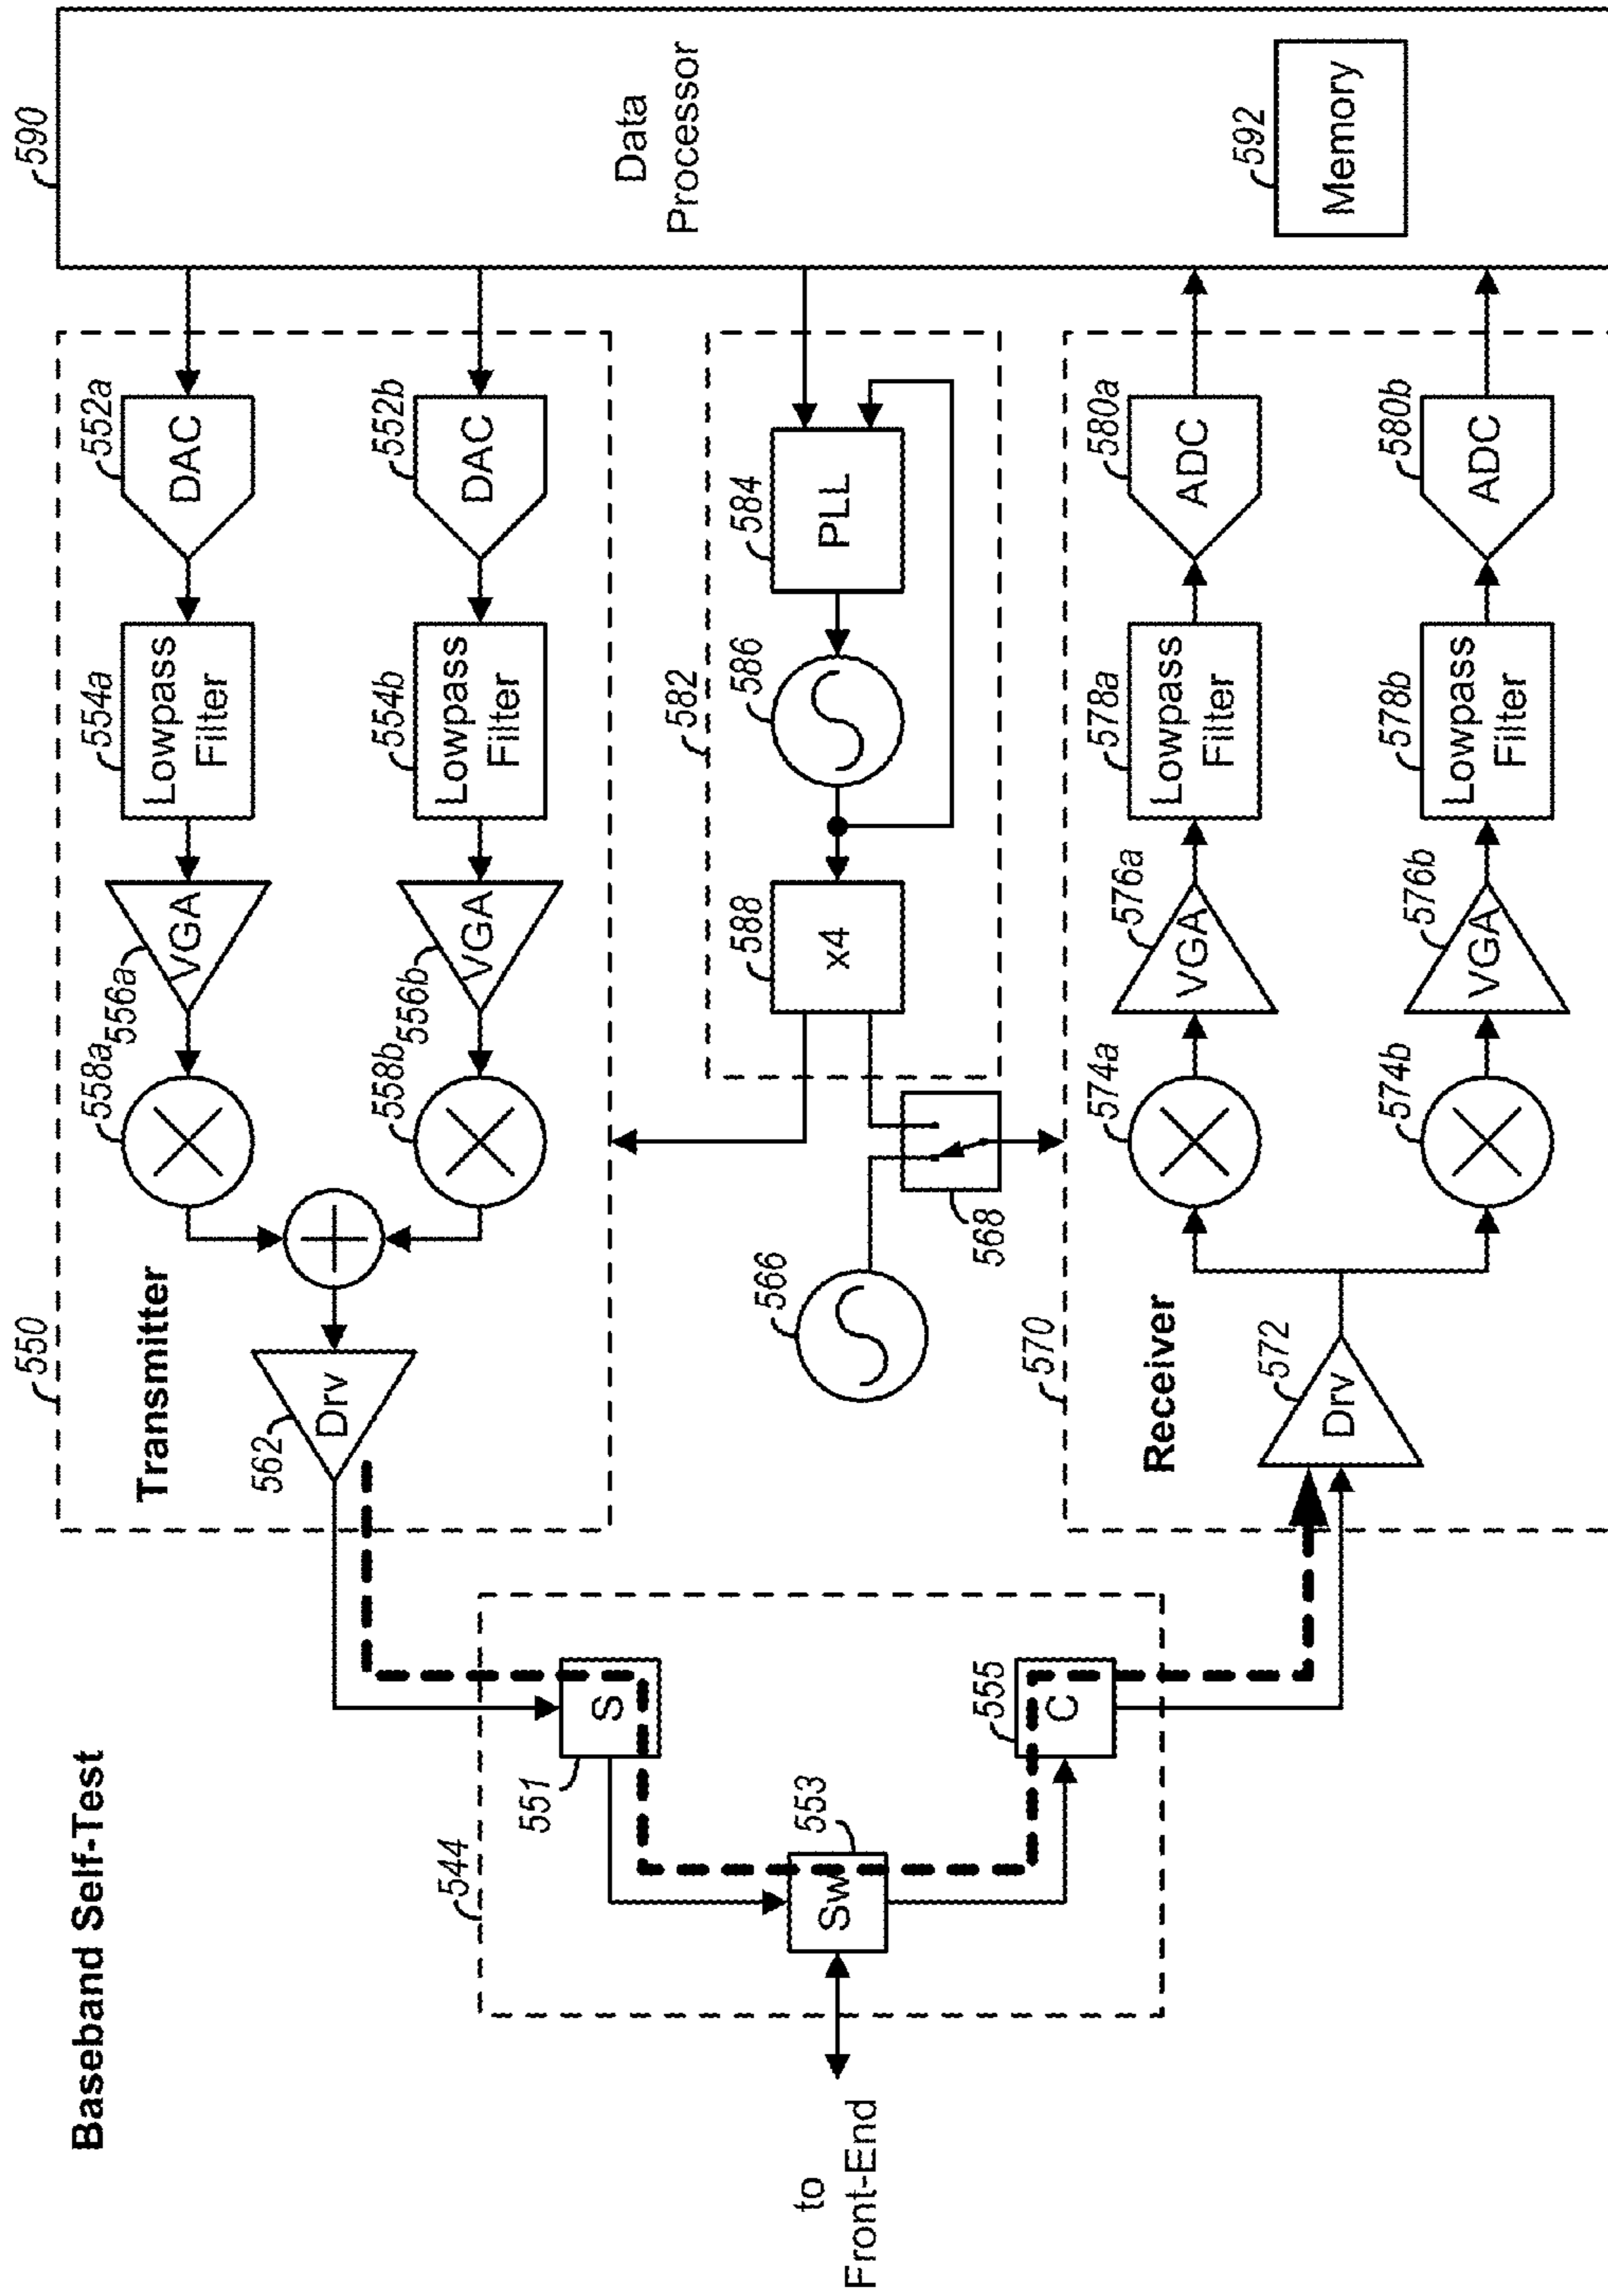 Baseband Self-Test
550
Transmitter
562
Drv
558a
556a
VGA
554a
Lowpass
Filter
552a
DAC
558b
556b
VGA
554b
Lowpass
Filter
552b
DAC
590
Data
Processor
592
Memory
544
551
S
553
Sw
555
C
to
Front-End
566
568
582
588
x4
586
584
PLL
570
Receiver
572
Drv
574a
576a
VGA
578a
Lowpass
Filter
580a
ADC
574b
576b
VGA
578b
Lowpass
Filter
580b
ADC